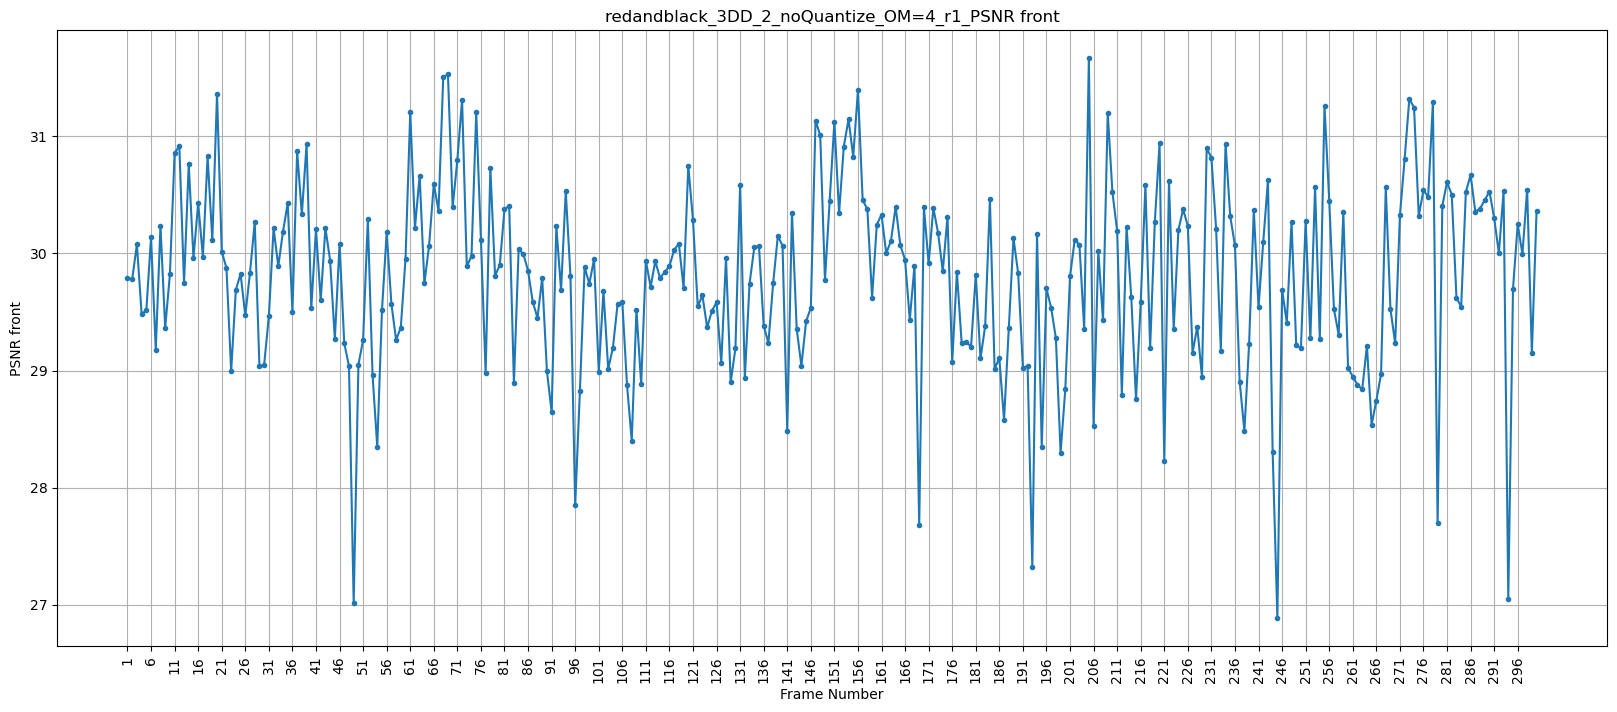 redandblack_3DD_2_noQuantize_OM=4_r1_PSNR front
PSNR front
31
30
29
28
27
1 6 11 16 21 26 31 36 41 46 51 56 61 66 71 76 81 86 91 96 101 106 111 116 121 126 131 136 141 146 151 156 161 166 171 176 181 186 191 196 201 206 211 216 221 226 231 236 241 246 251 256 261 266 271 276 281 286 291 296
Frame Number